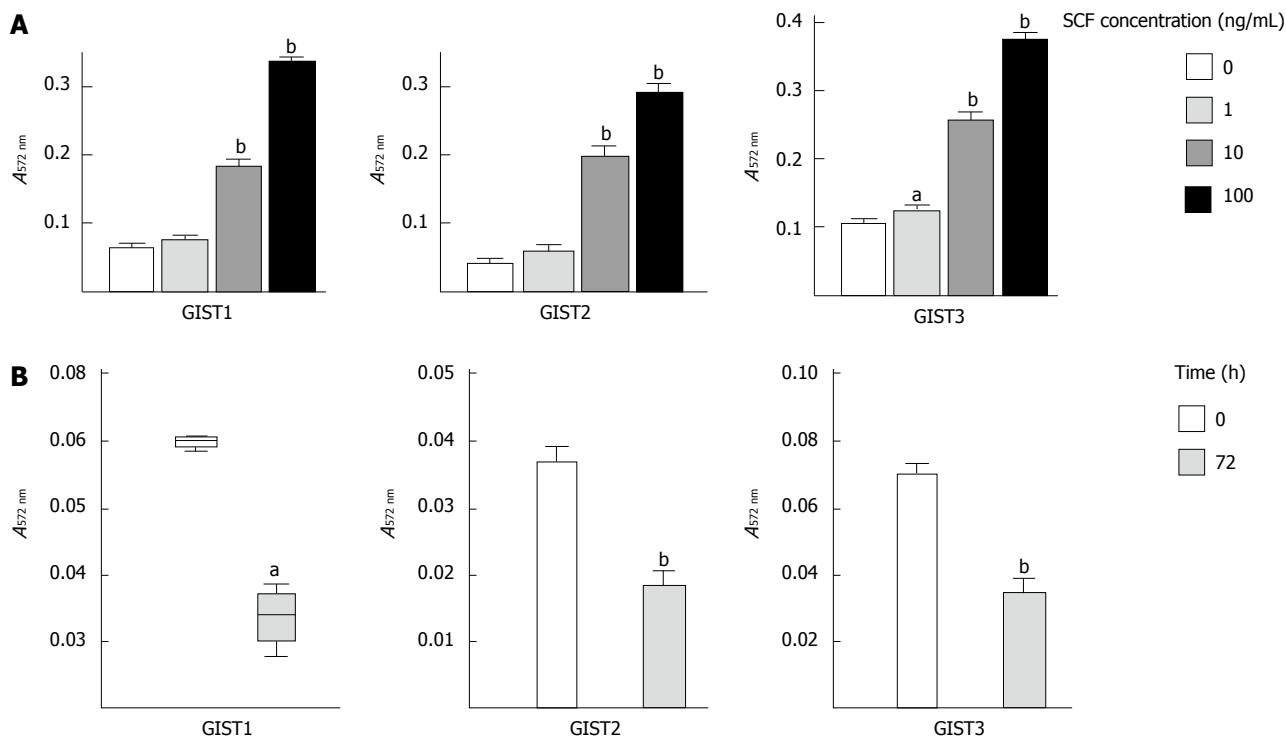 A
A572 nm
0.3
0.2
0.1
b
b
GIST1
A572 nm
0.3
0.2
0.1
b
b
GIST2
A572 nm
0.4
0.3
0.2
0.1
a
b
b
GIST3
SCF concentration (ng/mL)
0
1
10
100
B
A572 nm
0.08
0.06
0.04
0.03
a
GIST1
A572 nm
0.05
0.04
0.03
0.02
0.01
b
GIST2
A572 nm
0.10
0.08
0.06
0.04
0.02
b
GIST3
Time (h)
0
72